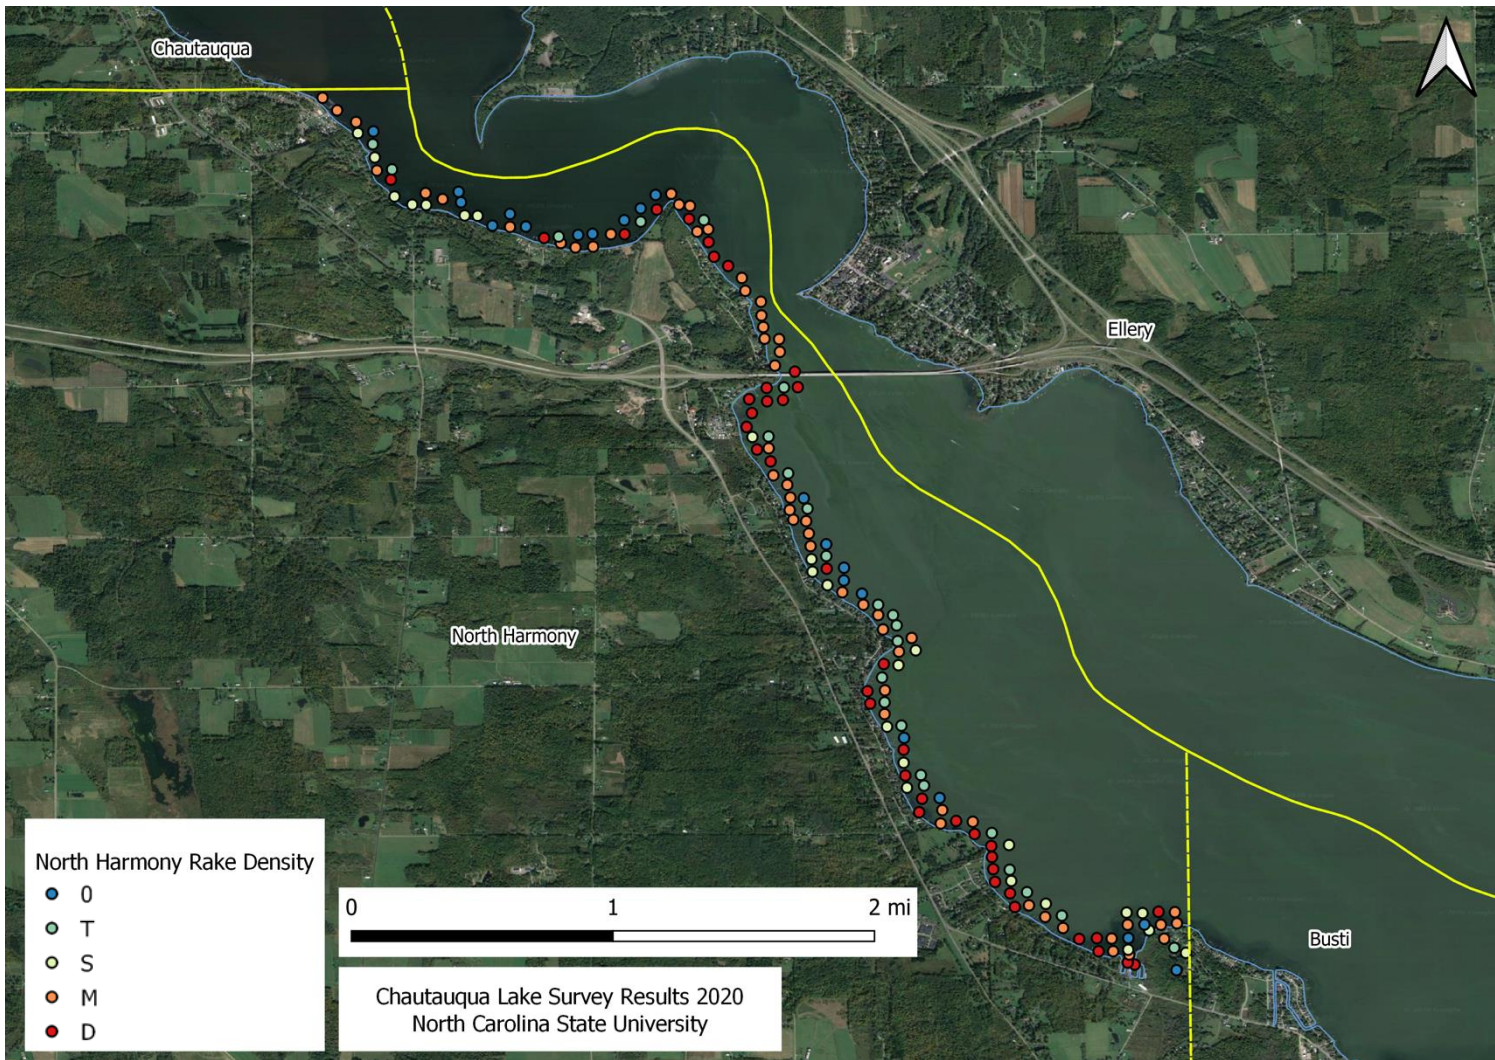 Chautauqua
Ellery
North Harmony
Busti
North Harmony Rake Density
0
T
S
M
D
0 1 2 mi
Chautauqua Lake Survey Results 2020
North Carolina State University